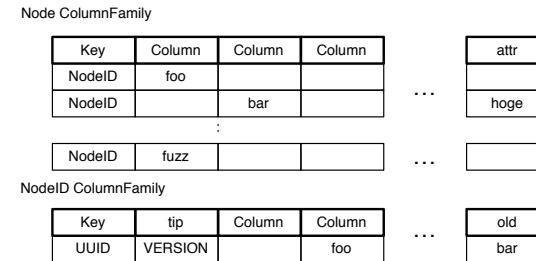 Node ColumnFamily
Key Column Column Column attr
NodeID foo
NodeID bar ... hoge
:
NodeID fuzz ...
NodeID ColumnFamily
Key tip Column Column ... old
UUID VERSION foo bar